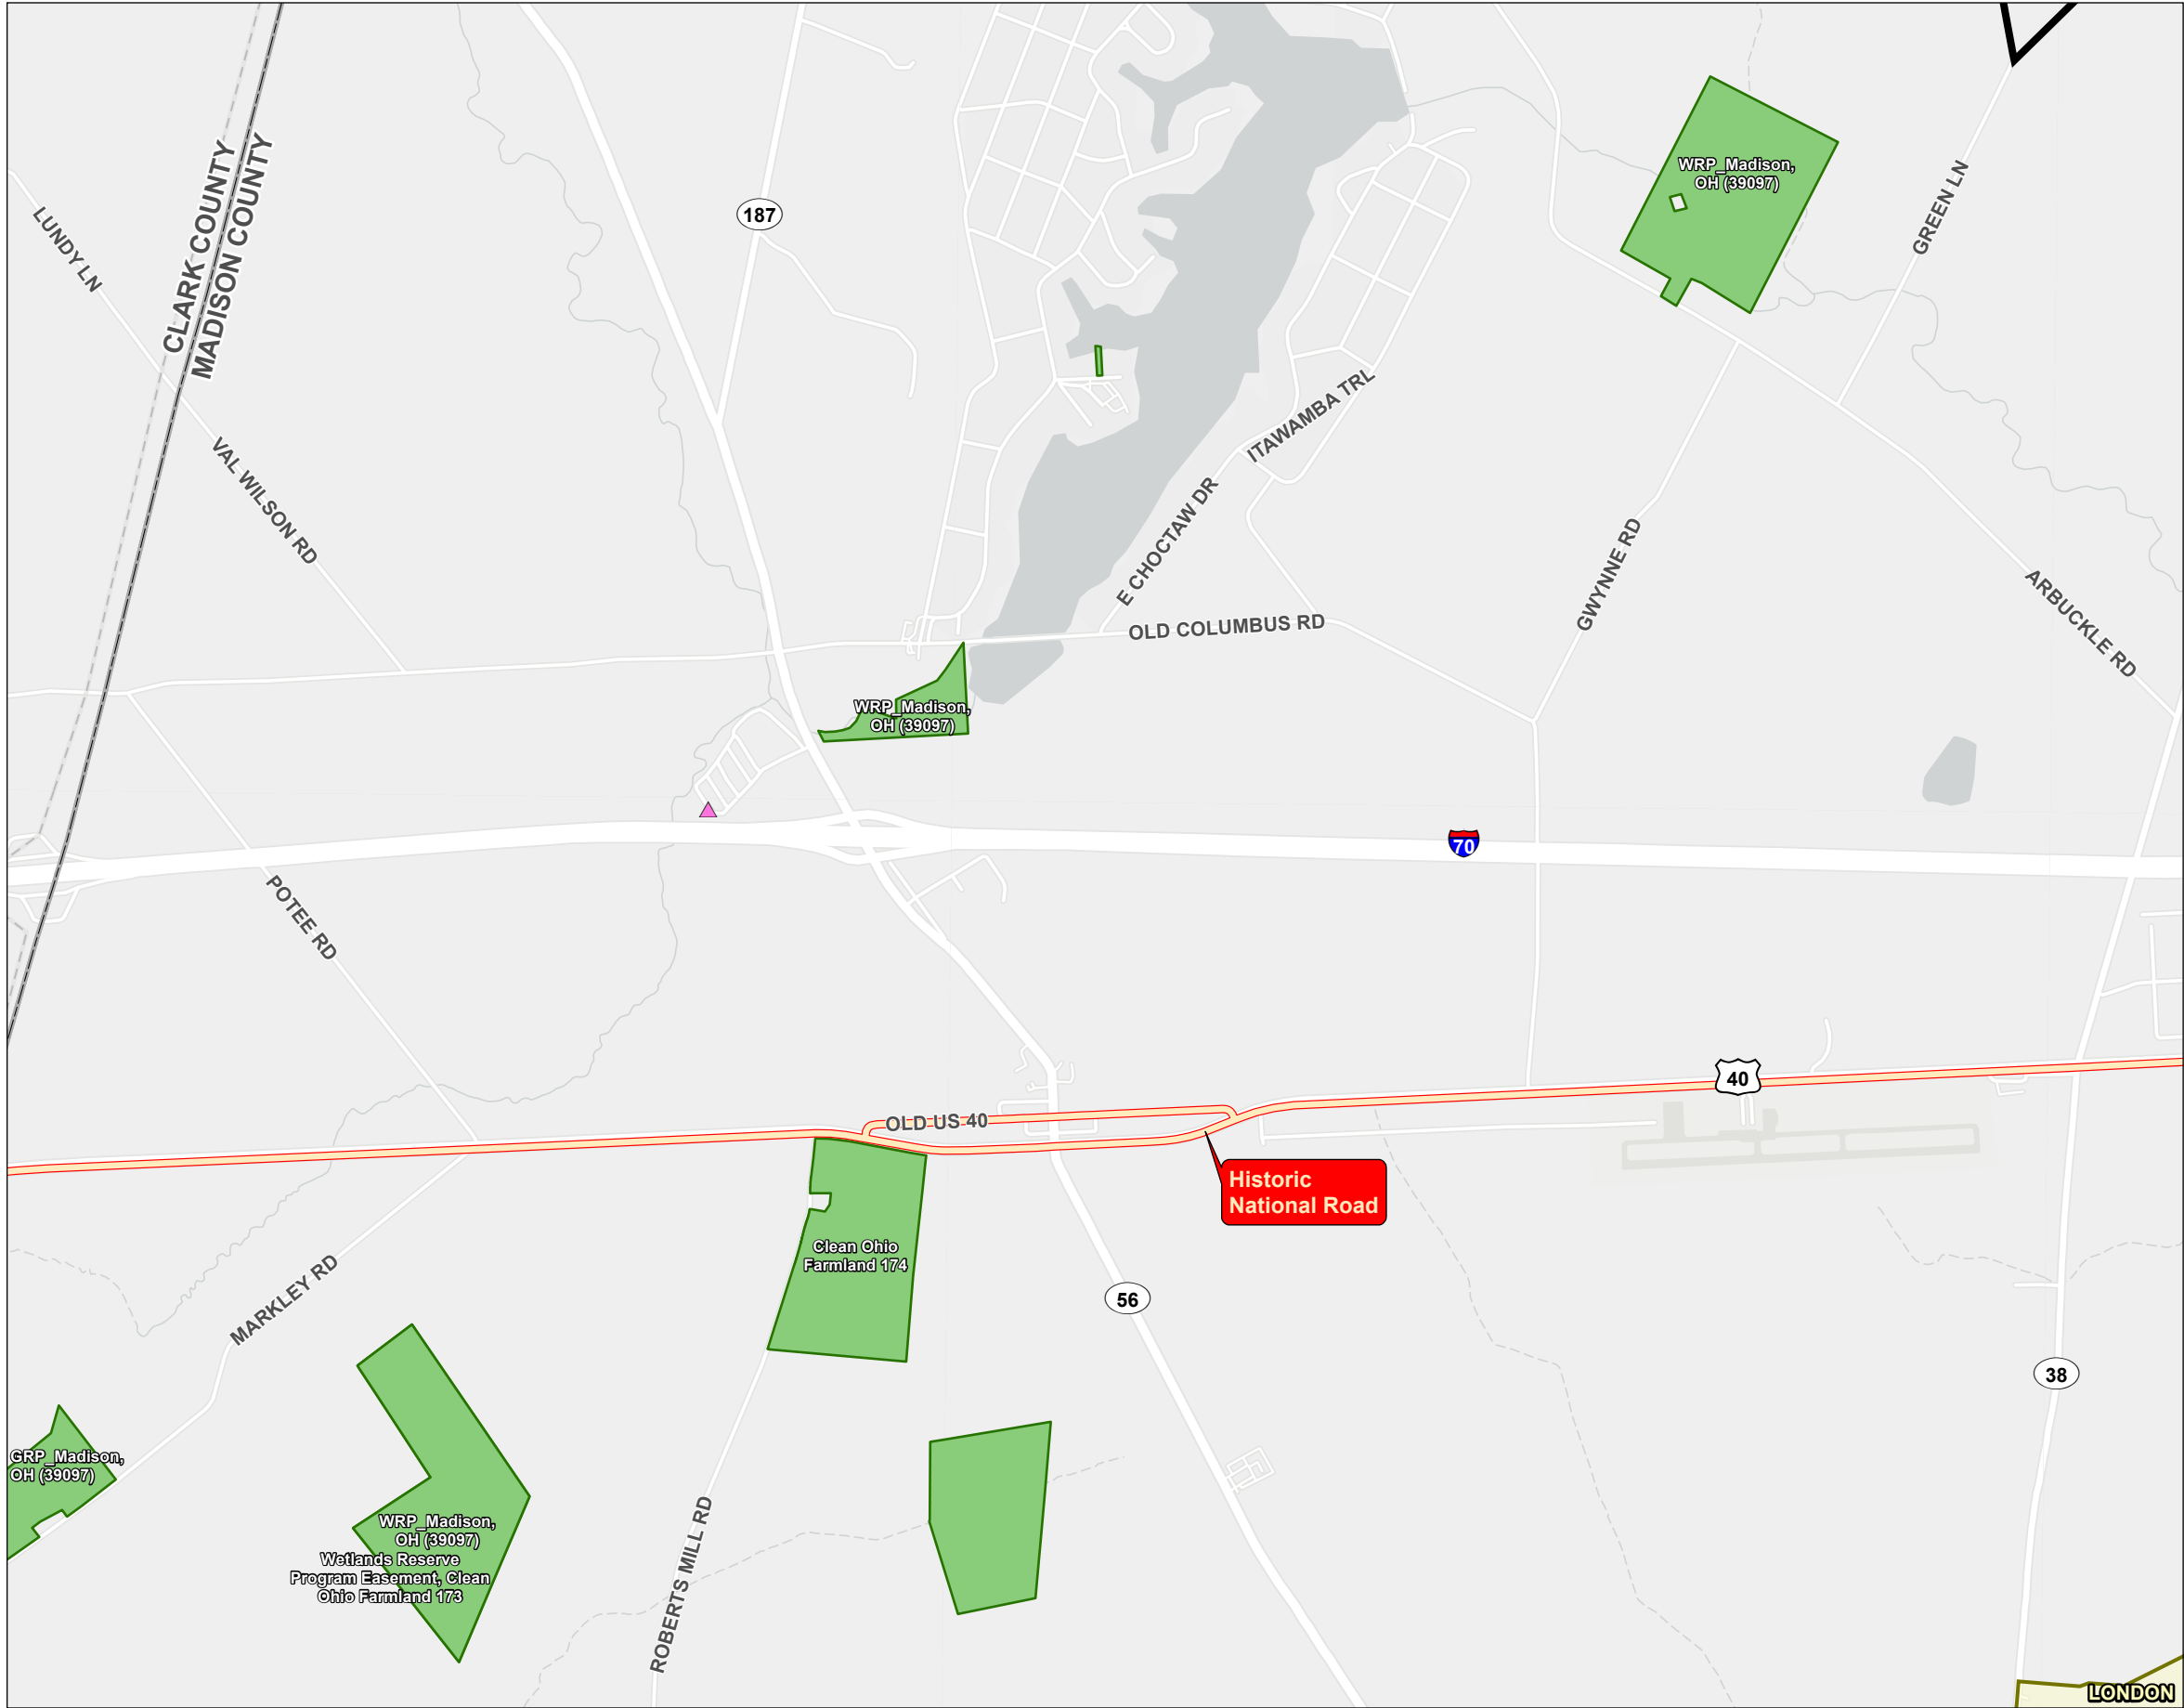 CLARK COUNTY
MADISON COUNTY
LUNDY LN
187
WRP_Madison,
OH (39097)
GREEN LN
ITAWAMBA TRL
VAL WILSON RD
E CHOCTAW DR
GWYNNE RD
ARBUCKLE RD
OLD COLUMBUS RD
WRP_Madison,
OH (39097)
70
POTEE RD
40
OLD US 40
Historic
National Road
Clean Ohio
Farmland 174
MARKLEY RD
56
38
GRP_Madison,
OH (39097)
WRP_Madison,
OH (39097)
Wetlands Reserve
Program Easement, Clean
Ohio Farmland 173
ROBERTS MILL RD
LONDON